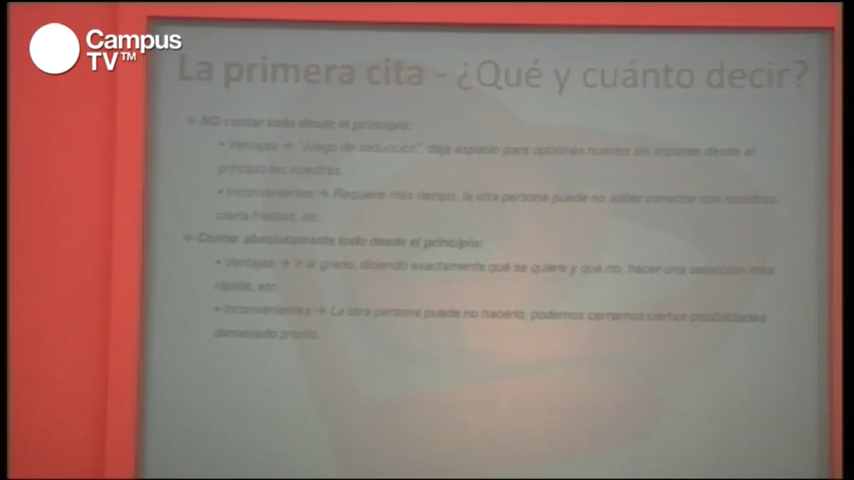 Campus
TV™
La primera cita - ¿Qué y cuánto decir?
NO contar todo desde el principio:
• Ventajas → "Juego de seducción", deja espacio para opciones nuevas sin imponer desde el
principio las nuestras.
• Inconvenientes → Requiere más tiempo, la otra persona puede no saber conectar con nosotros,
cierta frialdad, etc.
Contar absolutamente todo desde el principio:
• Ventajas → Ir al grano, diciendo exactamente qué se quiere y qué no, hacer una selección más
rápida, etc.
• Inconvenientes → La otra persona puede no hacerlo, podemos cerrarnos ciertas posibilidades
demasiado pronto.